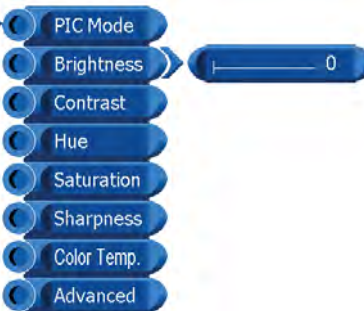 PIC Mode
Brightness 0
Contrast
Hue
Saturation
Sharpness
Color Temp.
Advanced